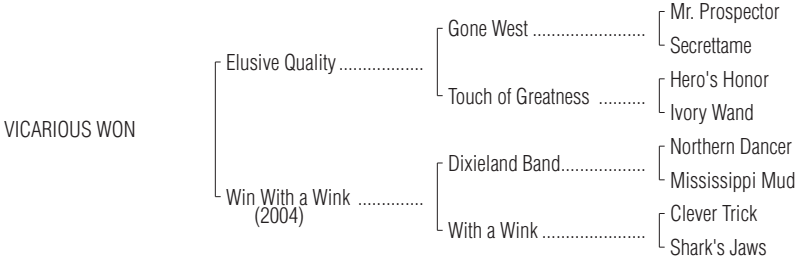 Mr. Prospector
Gone West ........................
Secrettame
Elusive Quality ..................
Hero's Honor
Touch of Greatness ..........
Ivory Wand
VICARIOUS WON
Northern Dancer
Dixieland Band..................
Mississippi Mud
Win With a Wink ..............
(2004)
Clever Trick
With a Wink ......................
Shark's Jaws